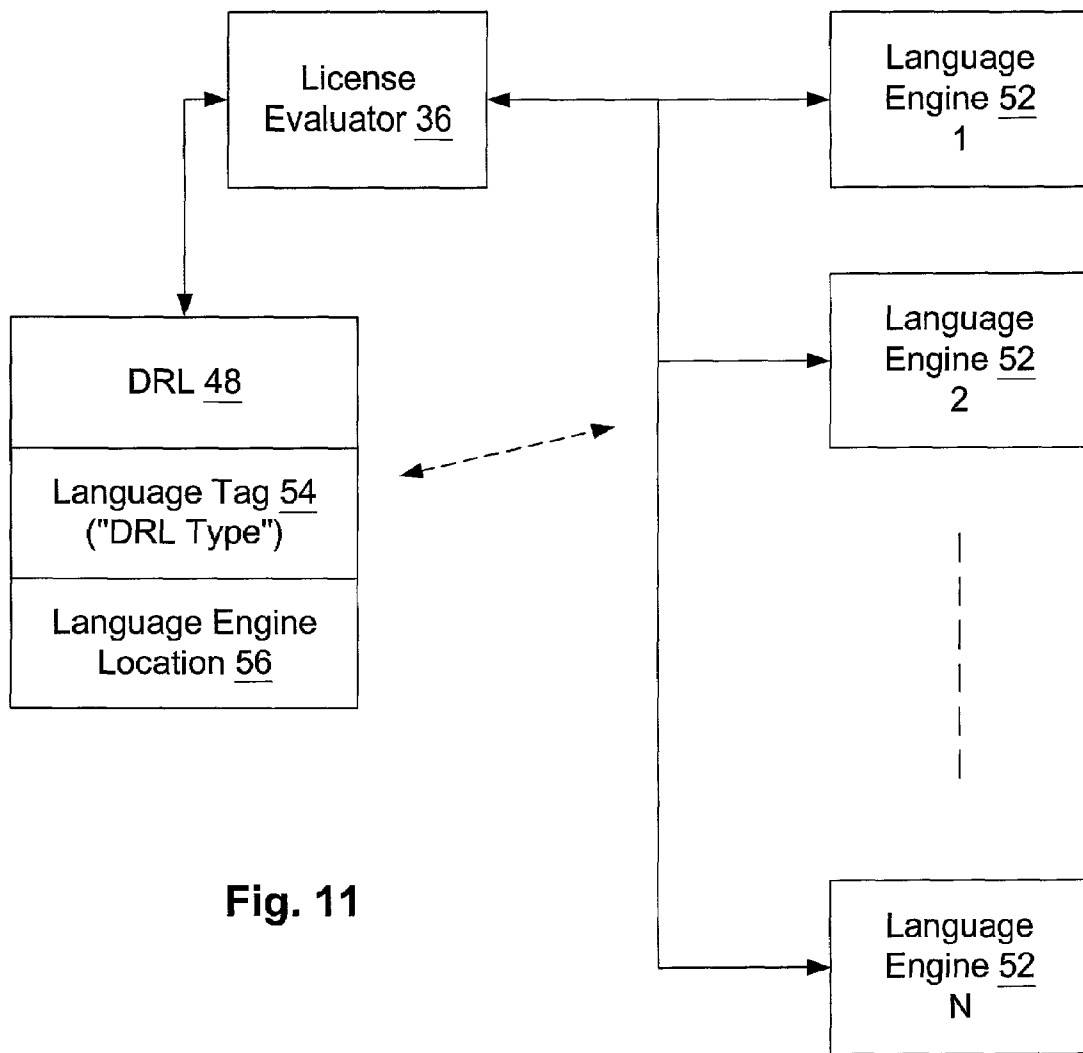 License
Evaluator 36
Language
Engine 52
1
Language
Engine 52
2
DRL 48
Language Tag 54
("DRL Type")
Language Engine
Location 56
Fig. 11
Language
Engine 52
N